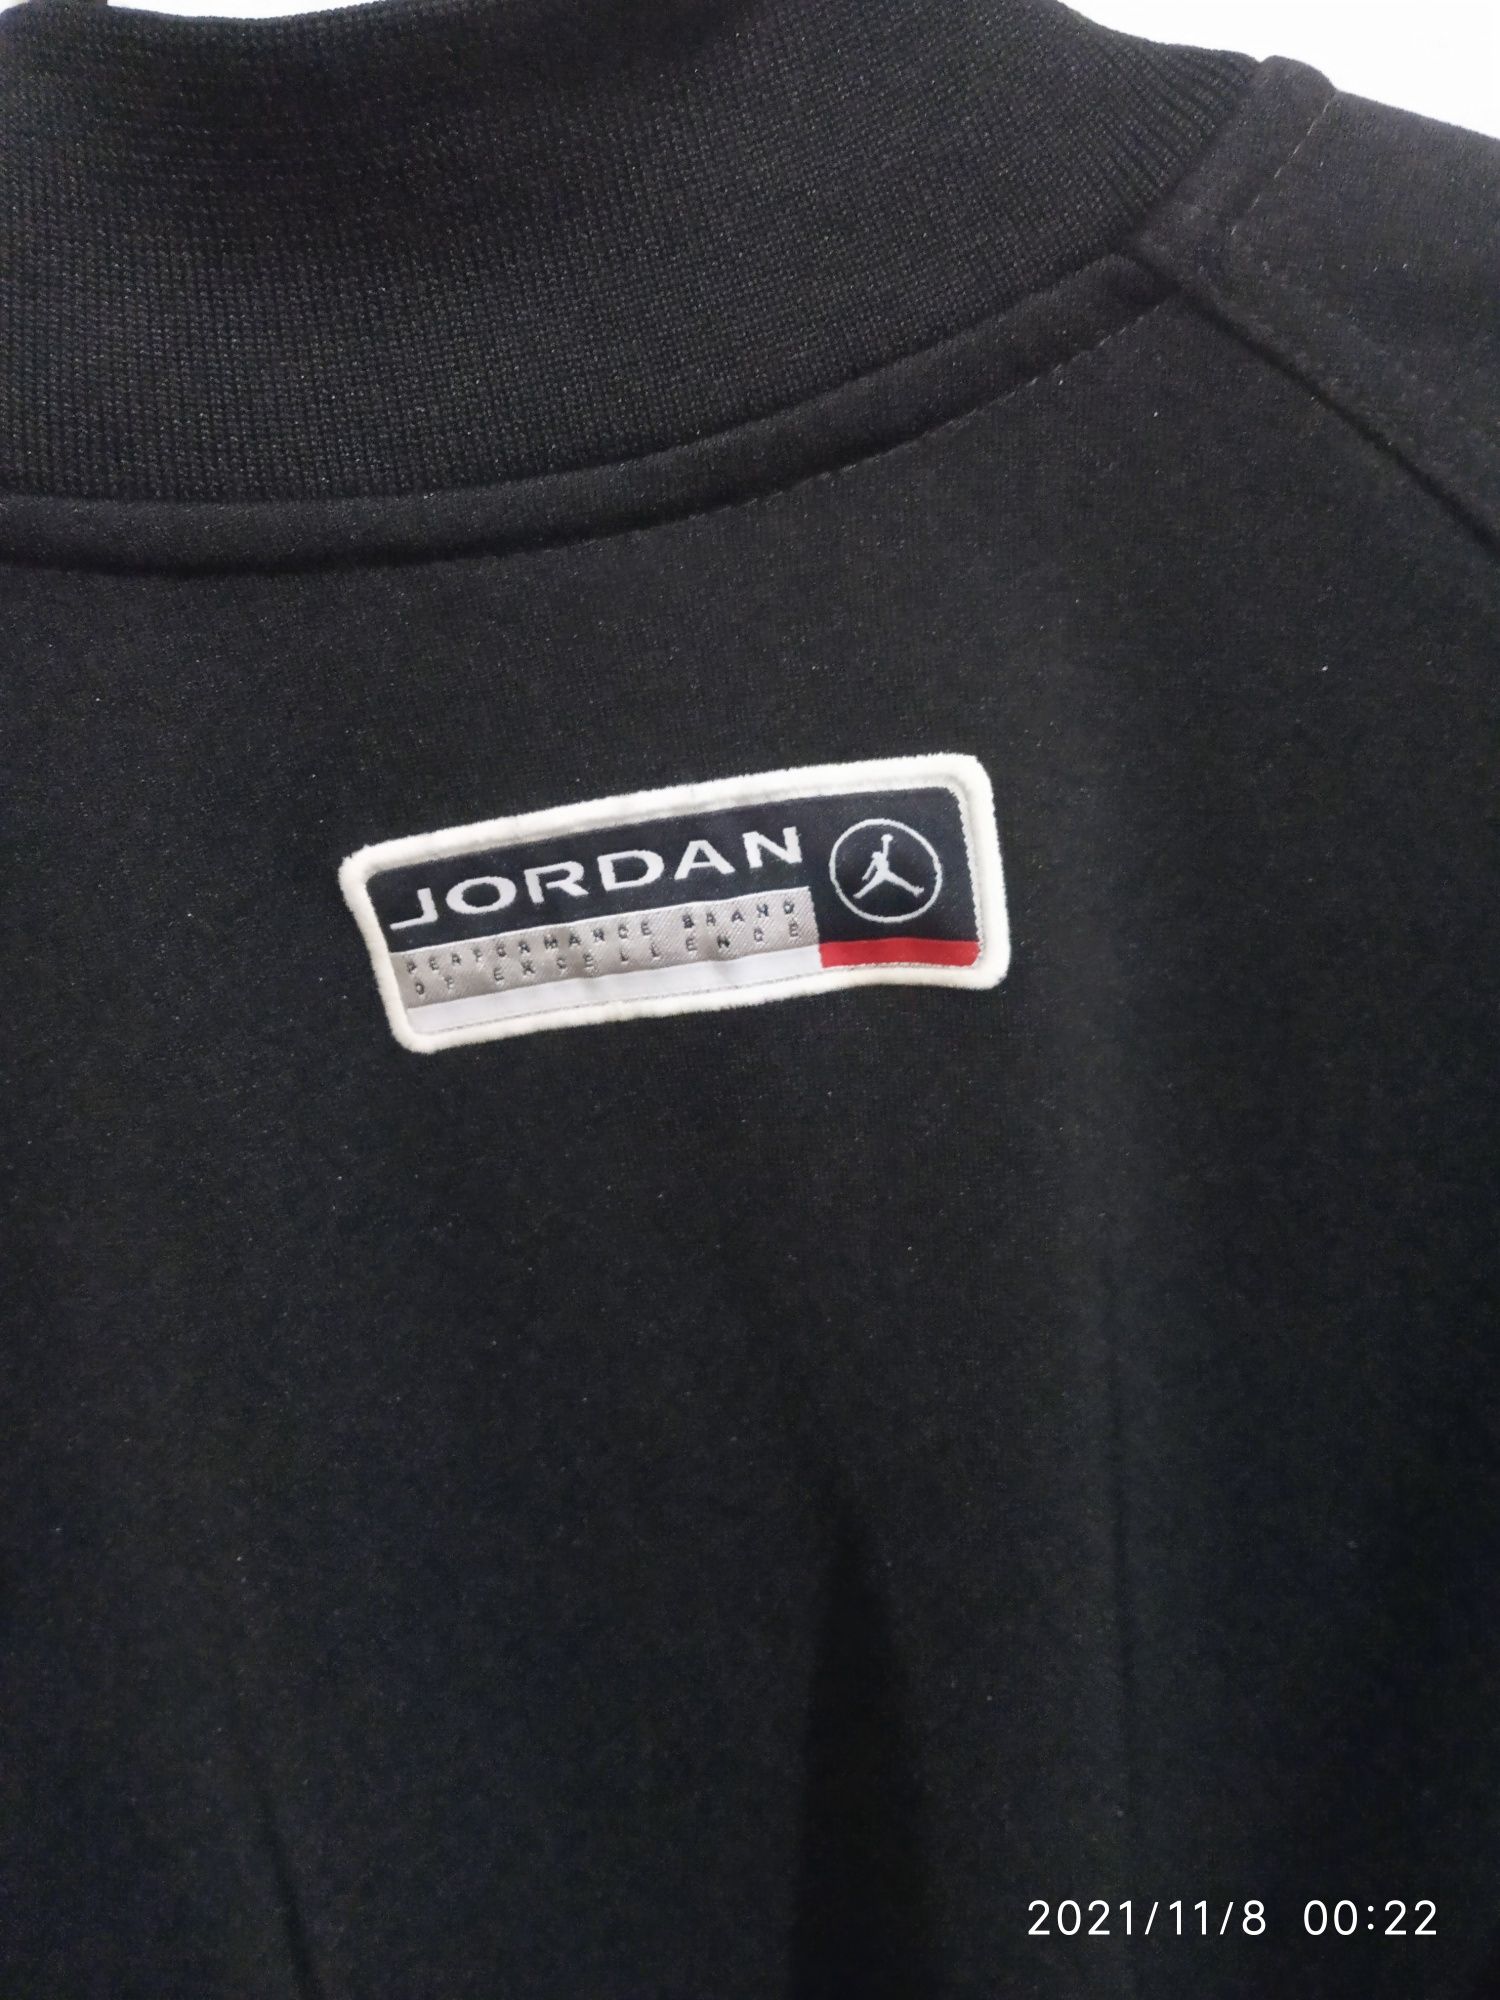 JORDAN
PERFORMANCE BRAND
OF EXCELLENCE
2021/11/8 00:22